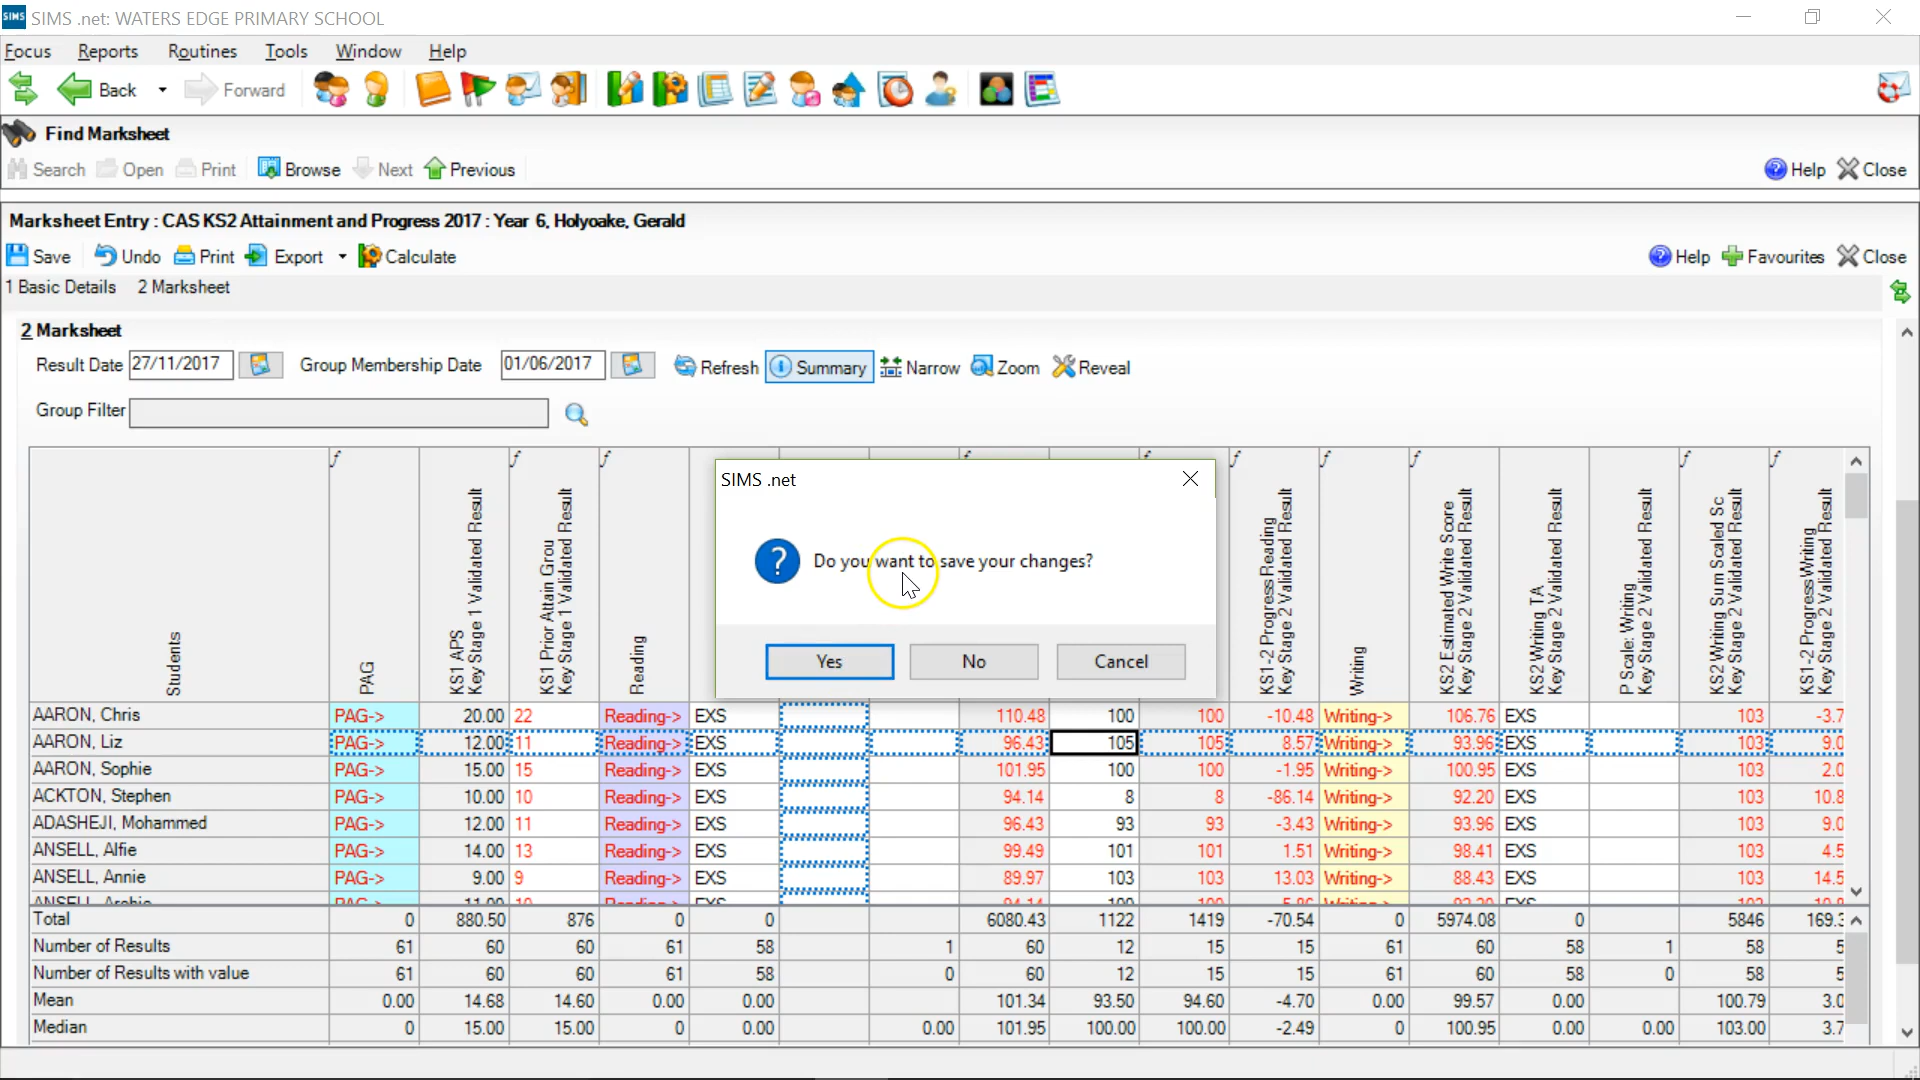 SIMS SIMS .net: WATERS EDGE PRIMARY SCHOOL
Focus Reports Routines Tools Window Help
Back Forward
Find Marksheet
Search Open Print Browse Next Previous Help Close
Marksheet Entry : CAS KS2 Attainment and Progress 2017 : Year 6, Holyoake, Gerald
Save Undo Print Export Calculate Help Favourites Close
1 Basic Details 2 Marksheet
2 Marksheet
Result Date 27/11/2017 Group Membership Date 01/06/2017 Refresh Summary Narrow Zoom Reveal
Group Filter
Students
PAG
KS1 APS
Key Stage 1 Validated Result
KS1 Prior Attain Grou
Key Stage 1 Validated Result
Reading
KS1-2 Progress Reading
Key Stage 2 Validated Result
Writing
KS2 Estimated Write Score
Key Stage 2 Validated Result
KS2 Writing TA
Key Stage 2 Validated Result
P Scale: Writing
Key Stage 2 Validated Result
KS2 Writing Sum Scaled Sc
Key Stage 2 Validated Result
KS1-2 Progress Writing
Key Stage 2 Validated Result
SIMS .net
Do you want to save your changes?
Yes No Cancel
AARON, Chris PAG-> 20.00 22 Reading-> EXS 110.48 100 100 -10.48 Writing-> 106.76 EXS 103 -3.7
AARON, Liz PAG-> 12.00 11 Reading-> EXS 96.43 105 105 8.57 Writing-> 93.96 EXS 103 9.0
AARON, Sophie PAG-> 15.00 15 Reading-> EXS 101.95 100 100 -1.95 Writing-> 100.95 EXS 103 2.0
ACKTON, Stephen PAG-> 10.00 10 Reading-> EXS 94.14 8 8 -86.14 Writing-> 92.20 EXS 103 10.8
ADASHEJI, Mohammed PAG-> 12.00 11 Reading-> EXS 96.43 93 93 -3.43 Writing-> 93.96 EXS 103 9.0
ANSELL, Alfie PAG-> 14.00 13 Reading-> EXS 99.49 101 101 1.51 Writing-> 98.41 EXS 103 4.5
ANSELL, Annie PAG-> 9.00 9 Reading-> EXS 89.97 103 103 13.03 Writing-> 88.43 EXS 103 14.5
Total 0 880.50 876 0 0 6080.43 1122 1419 -70.54 0 5974.08 0 5846 169.3
Number of Results 61 60 60 61 58 1 60 12 15 15 61 60 58 1 58 5
Number of Results with value 61 60 60 61 58 0 60 12 15 15 61 60 58 0 58 5
Mean 0.00 14.68 14.60 0.00 0.00 101.34 93.50 94.60 -4.70 0.00 99.57 0.00 100.79 3.0
Median 0 15.00 15.00 0 0.00 0.00 101.95 100.00 100.00 -2.49 0 100.95 0.00 0.00 103.00 3.7